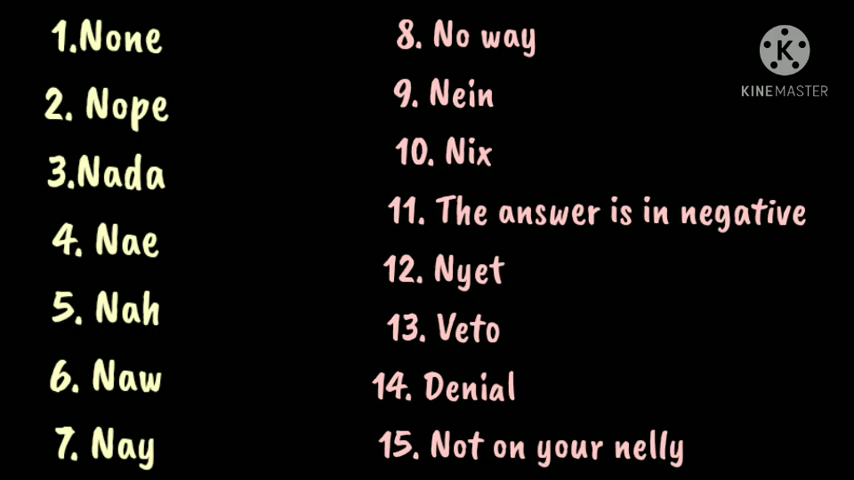 1.None
2. Nope
3.Nada
4. Nae
5. Nah
6. Naw
7. Nay
8. No way
9. Nein
10. Nix
11. The answer is in negative
12. Nyet
13. Veto
14. Denial
15. Not on your nelly
K
KINEMASTER